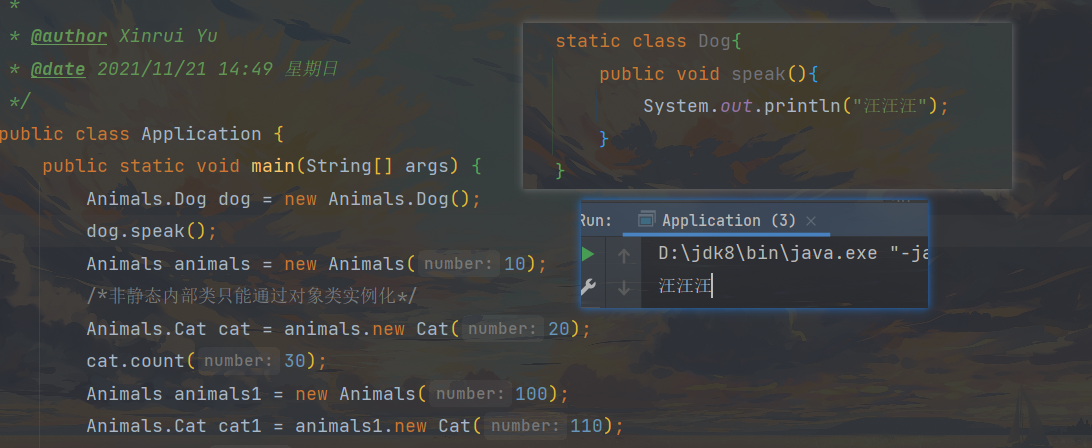 *
* @author Xinrui Yu
* @date 2021/11/21 14:49 星期日
*/
public class Application {
public static void main(String[] args) {
Animals.Dog dog = new Animals.Dog();
dog.speak();
Animals animals = new Animals( number: 10);
/*非静态内部类只能通过对象类实例化*/
Animals.Cat cat = animals.new Cat( number: 20);
cat.count( number: 30);
Animals animals1 = new Animals( number: 100);
Animals.Cat cat1 = animals1.new Cat( number: 110);
static class Dog{
public void speak(){
System.out.println("汪汪汪");
}
}
Run: Application (3) ×
D:\jdk8\bin\java.exe "-ja
汪汪汪